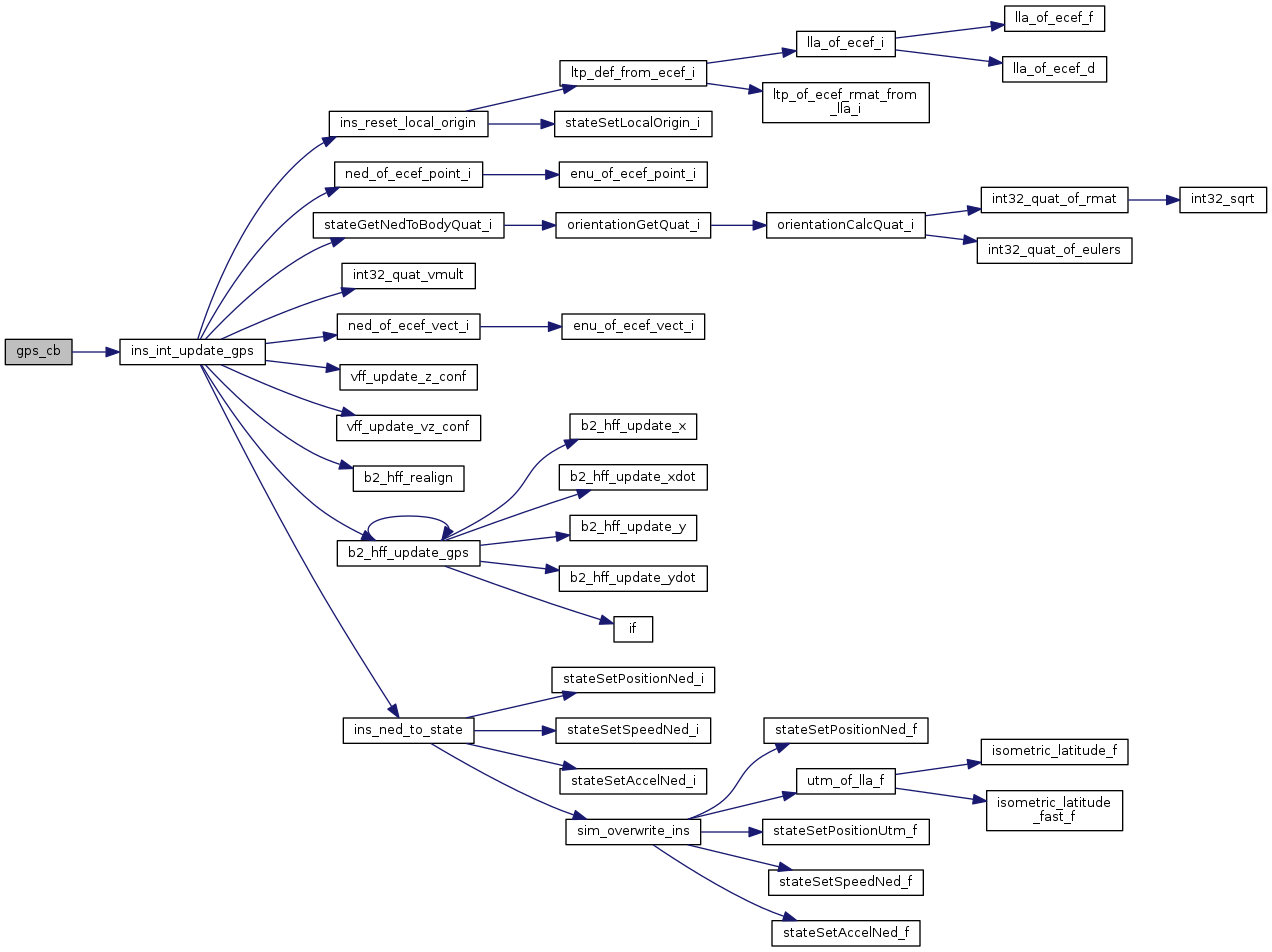 lla_of_ecef_f
lla_of_ecef_i
lla_of_ecef_d
ltp_def_from_ecef_i
ltp_of_ecef_rmat_from
_lla_i
ins_reset_local_origin
stateSetLocalOrigin_i
ned_of_ecef_point_i
enu_of_ecef_point_i
stateGetNedToBodyQuat_i
orientationGetQuat_i
orientationCalcQuat_i
int32_quat_of_rmat
int32_sqrt
int32_quat_of_eulers
int32_quat_vmult
ned_of_ecef_vect_i
enu_of_ecef_vect_i
gps_cb
ins_int_update_gps
vff_update_z_conf
vff_update_vz_conf
b2_hff_update_x
b2_hff_realign
b2_hff_update_xdot
b2_hff_update_y
b2_hff_update_gps
b2_hff_update_ydot
if
stateSetPositionNed_i
ins_ned_to_state
stateSetSpeedNed_i
stateSetPositionNed_f
isometric_latitude_f
stateSetAccelNed_i
utm_of_lla_f
isometric_latitude
_fast_f
sim_overwrite_ins
stateSetPositionUtm_f
stateSetSpeedNed_f
stateSetAccelNed_f